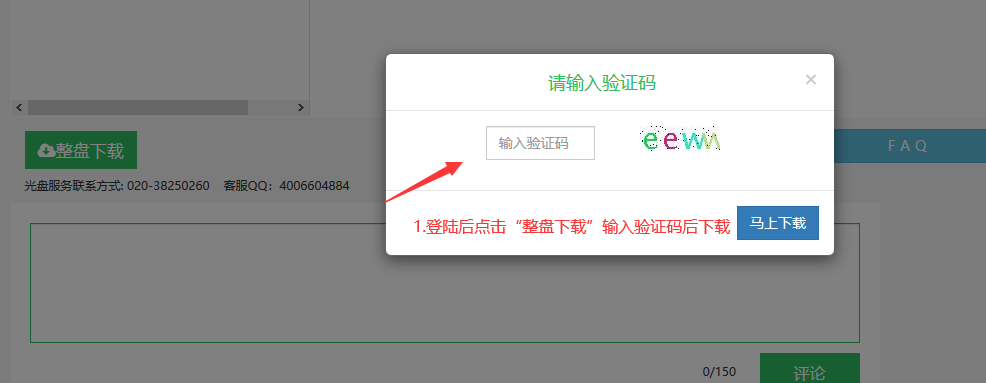 请输入验证码
×
输入验证码
整盘下载
FAQ
光盘服务联系方式: 020-38250260 客服QQ：4006604884
1.登陆后点击“整盘下载”输入验证码后下载
马上下载
0/150
评论